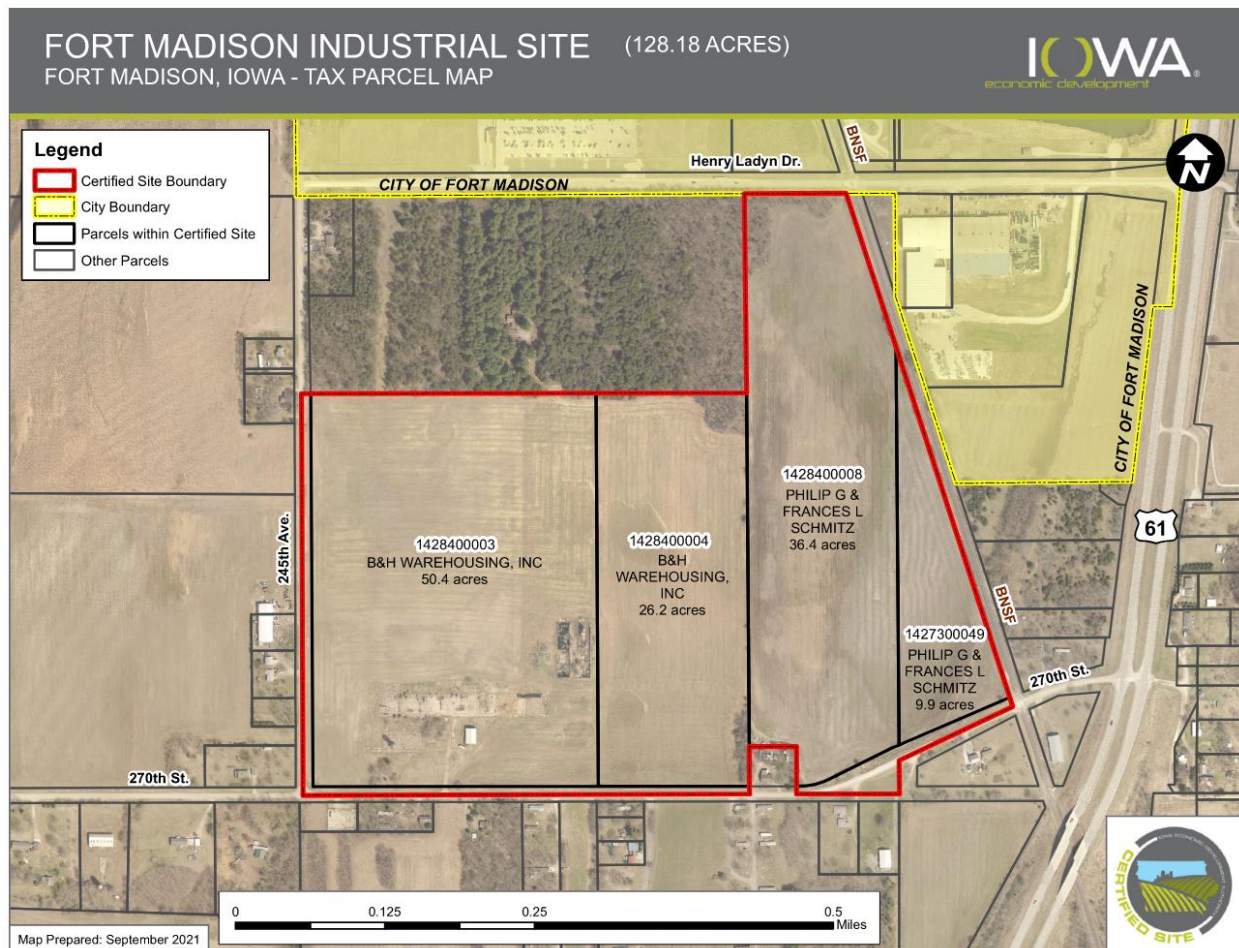 FORT MADISON INDUSTRIAL SITE (128.18 ACRES)
FORT MADISON, IOWA - TAX PARCEL MAP
IOWA®
economic development
Legend
Certified Site Boundary
City Boundary
Parcels within Certified Site
Other Parcels
Henry Ladyn Dr.
BNSF
CITY OF FORT MADISON
N
CITY OF FORT MADISON
61
245th Ave.
1428400003
B&H WAREHOUSING, INC
50.4 acres
1428400004
B&H
WAREHOUSING,
INC
26.2 acres
1428400008
PHILIP G &
FRANCES L
SCHMITZ
36.4 acres
1427300049
PHILIP G &
FRANCES L
SCHMITZ
9.9 acres
BNSF
270th St.
270th St.
0 0.125 0.25 0.5
Miles
Map Prepared: September 2021
IOWA ECONOMIC DEVELOPMENT AUTHORITY
CERTIFIED SITE